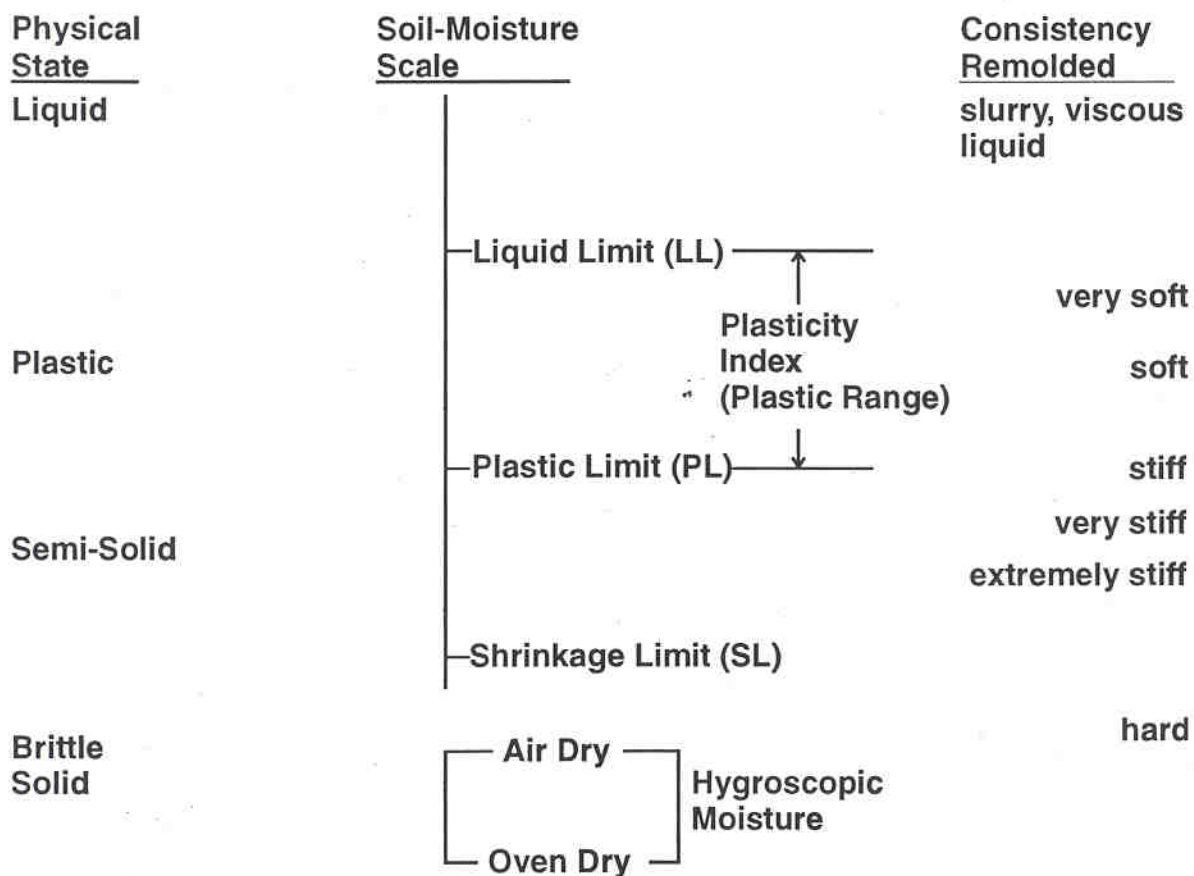 Physical
State
Soil-Moisture
Scale
Consistency
Remolded
Liquid
slurry, viscous
liquid
Liquid Limit (LL)
very soft
Plasticity
Index
(Plastic Range)
Plastic
soft
Plastic Limit (PL)
stiff
very stiff
Semi-Solid
extremely stiff
Shrinkage Limit (SL)
hard
Brittle
Solid
Air Dry
Hygroscopic
Moisture
Oven Dry